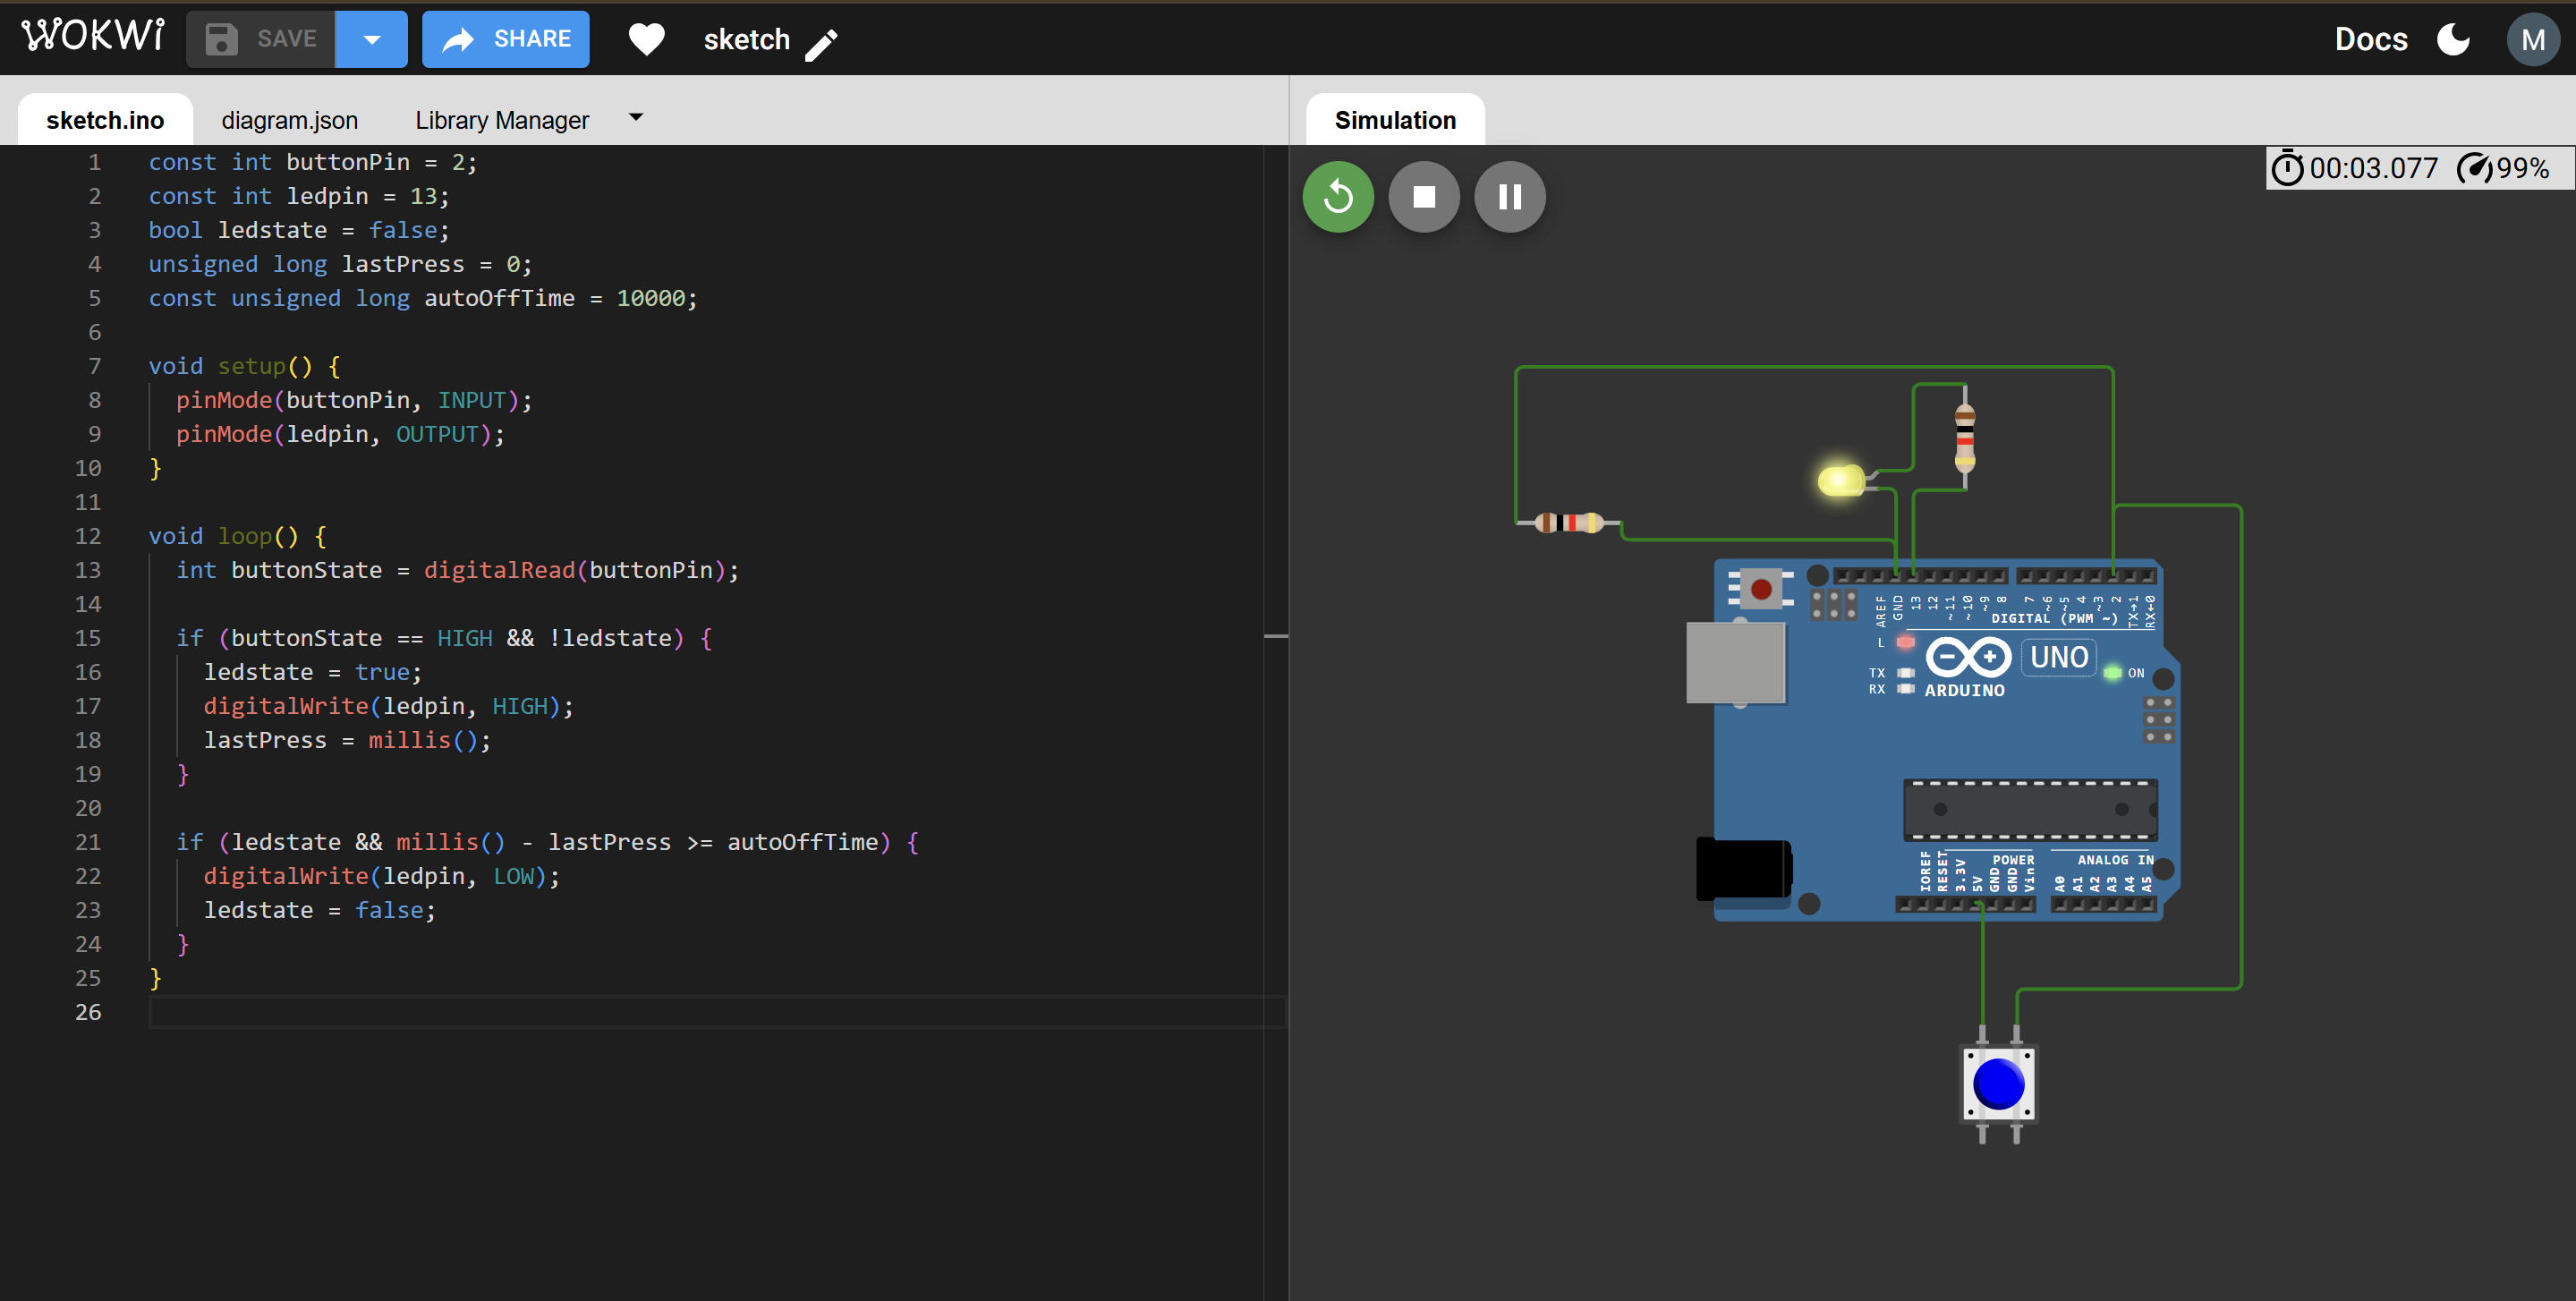 WOKWi SAVE SHARE sketch Docs M
sketch.ino diagram.json Library Manager Simulation
00:03.077 99%
1 const int buttonPin = 2;
2 const int ledpin = 13;
3 bool ledstate = false;
4 unsigned long lastPress = 0;
5 const unsigned long autoOffTime = 10000;
6
7 void setup() {
8 pinMode(buttonPin, INPUT);
9 pinMode(ledpin, OUTPUT);
10 }
11
12 void loop() {
13 int buttonState = digitalRead(buttonPin);
14
15 if (buttonState == HIGH && !ledstate) {
16 ledstate = true;
17 digitalWrite(ledpin, HIGH);
18 lastPress = millis();
19 }
20
21 if (ledstate && millis() - lastPress >= autoOffTime) {
22 digitalWrite(ledpin, LOW);
23 ledstate = false;
24 }
25 }
26
AREF GND 13 12 ~11 ~10 ~9 8 7 ~6 ~5 4 ~3 2 TX→1 RX←0
DIGITAL (PWM ~)
L
UNO
TX ON
RX ARDUINO
POWER ANALOG IN
IOREF RESET 3.3V 5V GND GND Vin A0 A1 A2 A3 A4 A5